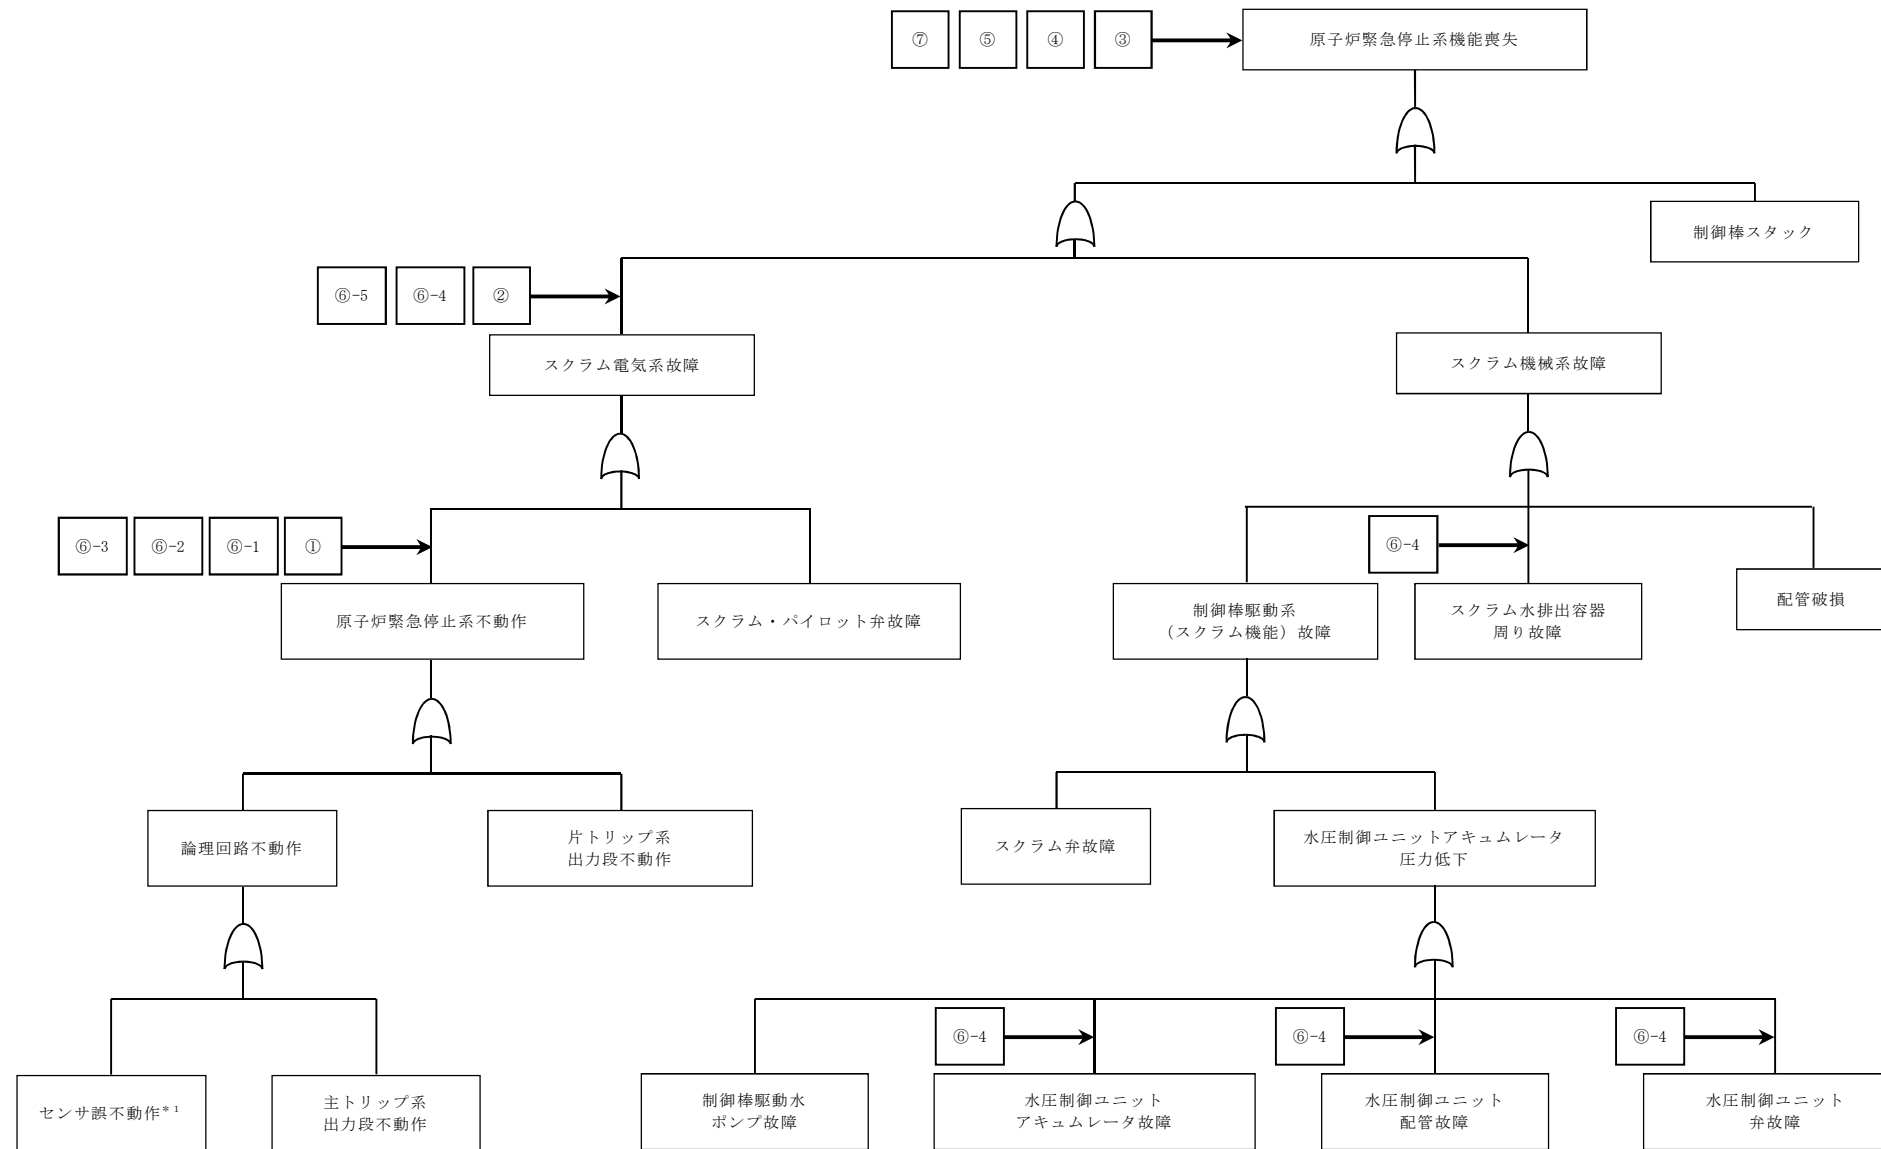 ⑦ ⑤ ④ ③
原子炉緊急停止系機能喪失
制御棒スタック
⑥-5 ⑥-4 ②
スクラム電気系故障
スクラム機械系故障
⑥-3 ⑥-2 ⑥-1 ①
⑥-4
原子炉緊急停止系不動作
スクラム・パイロット弁故障
制御棒駆動系
（スクラム機能）故障
スクラム水排出容器
周り故障
配管破損
論理回路不動作
片トリップ系
出力段不動作
スクラム弁故障
水圧制御ユニットアキュムレータ
圧力低下
⑥-4
⑥-4
⑥-4
センサ誤不動作*1
主トリップ系
出力段不動作
制御棒駆動水
ポンプ故障
水圧制御ユニット
アキュムレータ故障
水圧制御ユニット
配管故障
水圧制御ユニット
弁故障